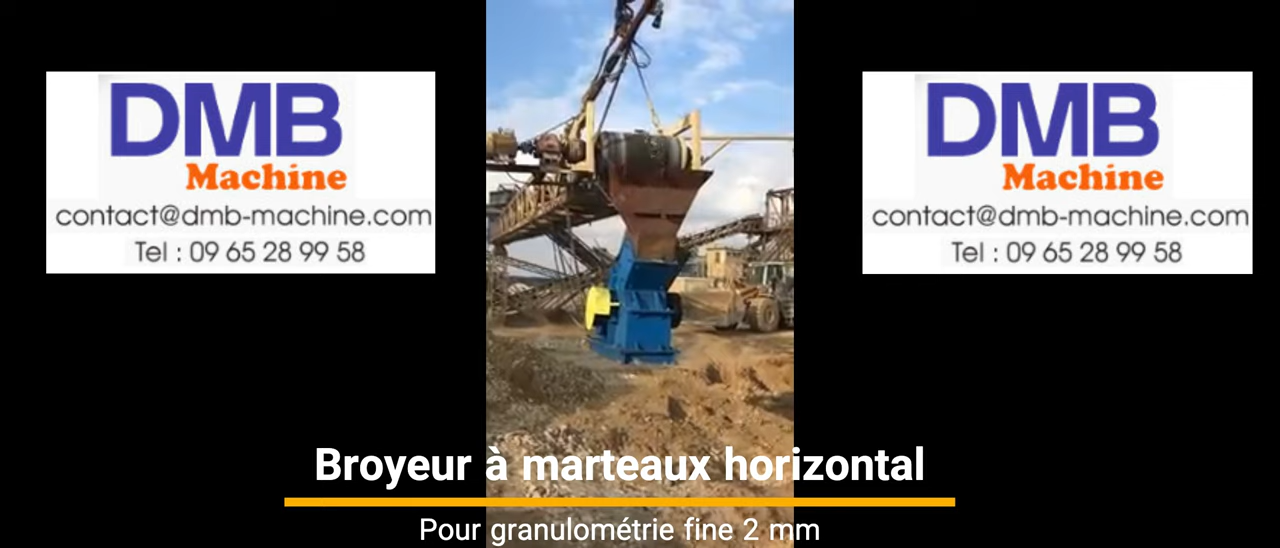 DMB
Machine
contact@dmb-machine.com
Tel : 09 65 28 99 58
DMB
Machine
contact@dmb-machine.com
Tel : 09 65 28 99 58
Broyeur à marteaux horizontal
Pour granulométrie fine 2 mm